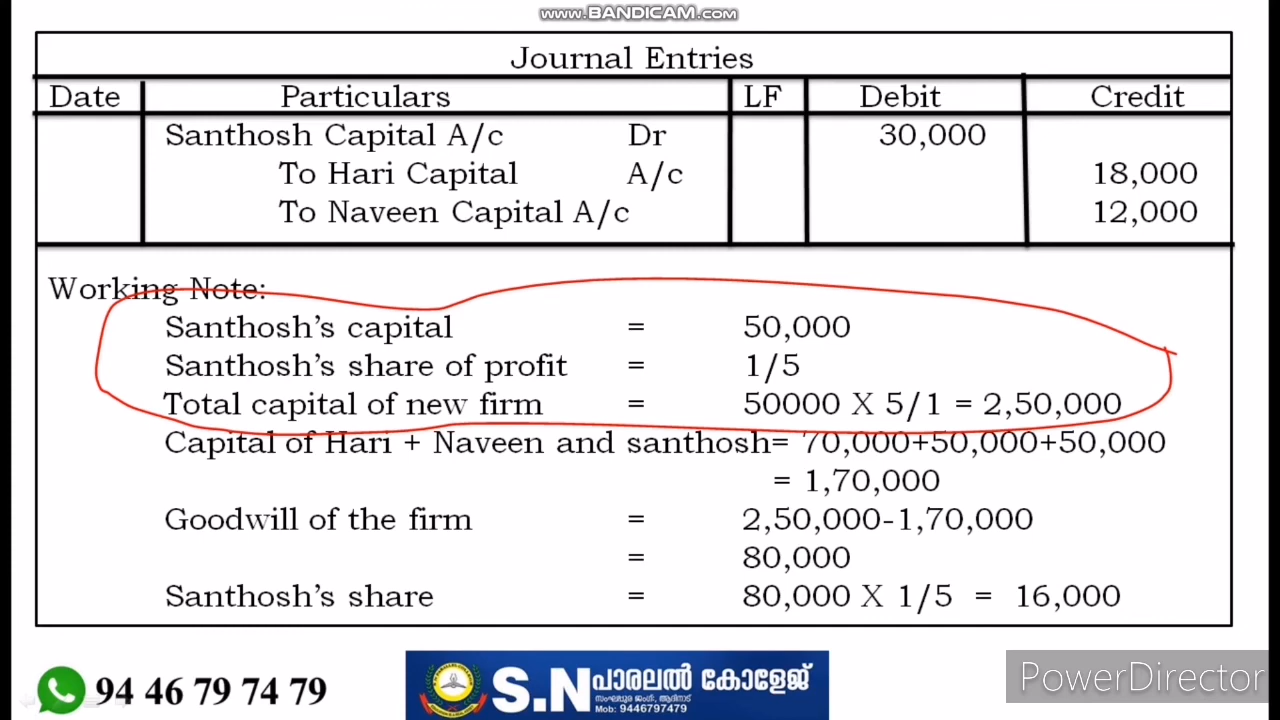 www.BANDICAM.com
Journal Entries
Date Particulars LF Debit Credit
Santhosh Capital A/c Dr 30,000
To Hari Capital A/c 18,000
To Naveen Capital A/c 12,000
Working Note:
Santhosh's capital = 50,000
Santhosh's share of profit = 1/5
Total capital of new firm = 50000 X 5/1 = 2,50,000
Capital of Hari + Naveen and santhosh= 70,000+50,000+50,000
= 1,70,000
Goodwill of the firm = 2,50,000-1,70,000
= 80,000
Santhosh's share = 80,000 X 1/5 = 16,000
94 46 79 74 79
S.N പാരലൽ കോളേജ്
Mob: 9446797479
PowerDirector